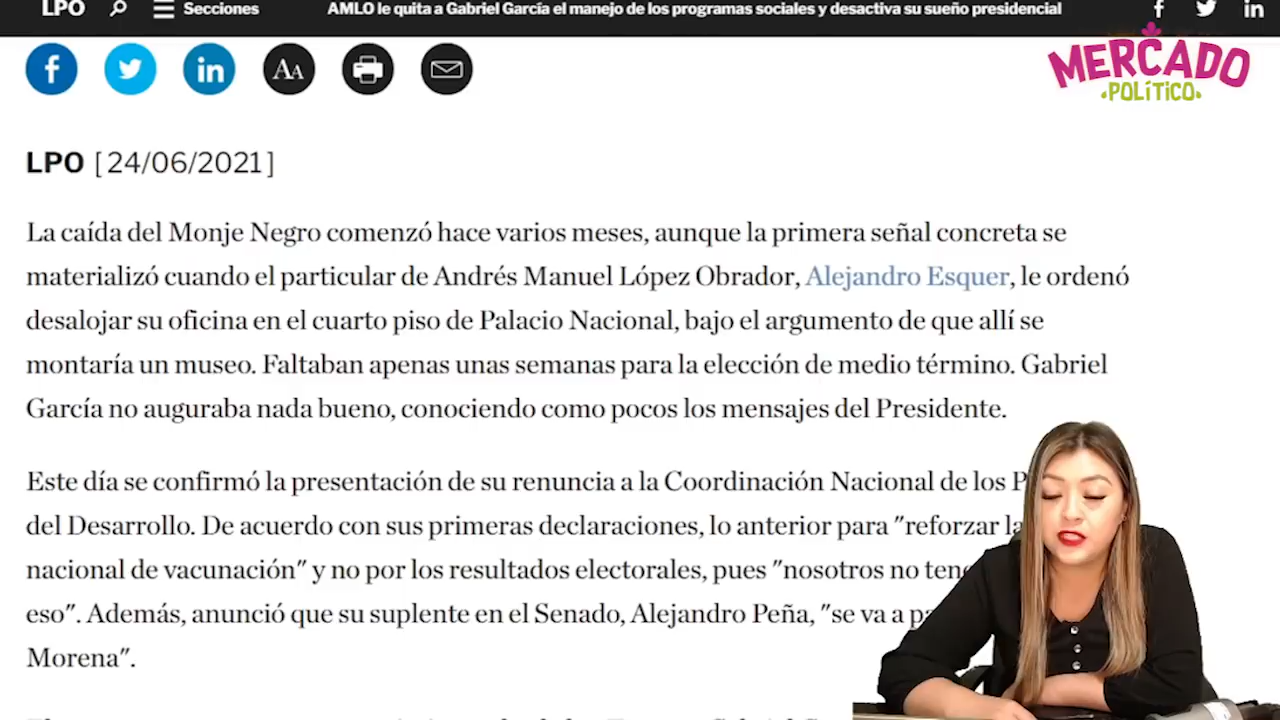 LPO Secciones AMLO le quita a Gabriel García el manejo de los programas sociales y desactiva su sueño presidencial
MERCADO
POLÍTICO
LPO [24/06/2021]
La caída del Monje Negro comenzó hace varios meses, aunque la primera señal concreta se
materializó cuando el particular de Andrés Manuel López Obrador, Alejandro Esquer, le ordenó
desalojar su oficina en el cuarto piso de Palacio Nacional, bajo el argumento de que allí se
montaría un museo. Faltaban apenas unas semanas para la elección de medio término. Gabriel
García no auguraba nada bueno, conociendo como pocos los mensajes del Presidente.
Este día se confirmó la presentación de su renuncia a la Coordinación Nacional de los
del Desarrollo. De acuerdo con sus primeras declaraciones, lo anterior para "reforzar la
nacional de vacunación" y no por los resultados electorales, pues "nosotros no
eso". Además, anunció que su suplente en el Senado, Alejandro Peña, "se va a
Morena".